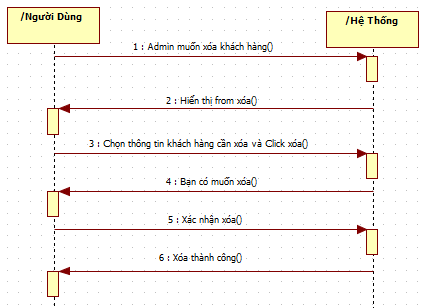 /Người Dùng
/Hệ Thống
1 : Admin muốn xóa khách hàng()
2 : Hiển thị from xóa()
3 : Chọn thông tin khách hàng cần xóa và Click xóa()
4 : Bạn có muốn xóa()
5 : Xác nhận xóa()
6 : Xóa thành công()